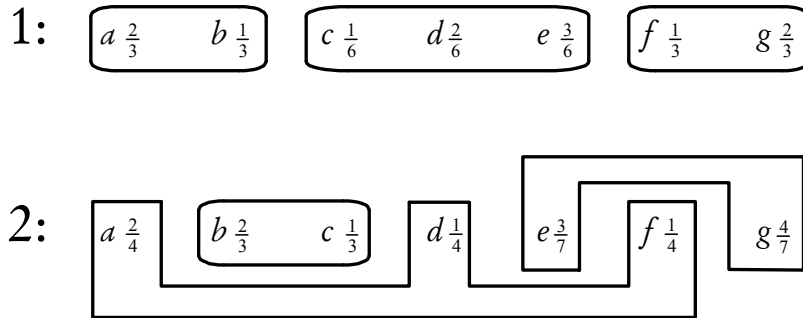 1: a 2/3 b 1/3 c 1/6 d 2/6 e 3/6 f 1/3 g 2/3
2: a 2/4 b 2/3 c 1/3 d 1/4 e 3/7 f 1/4 g 4/7